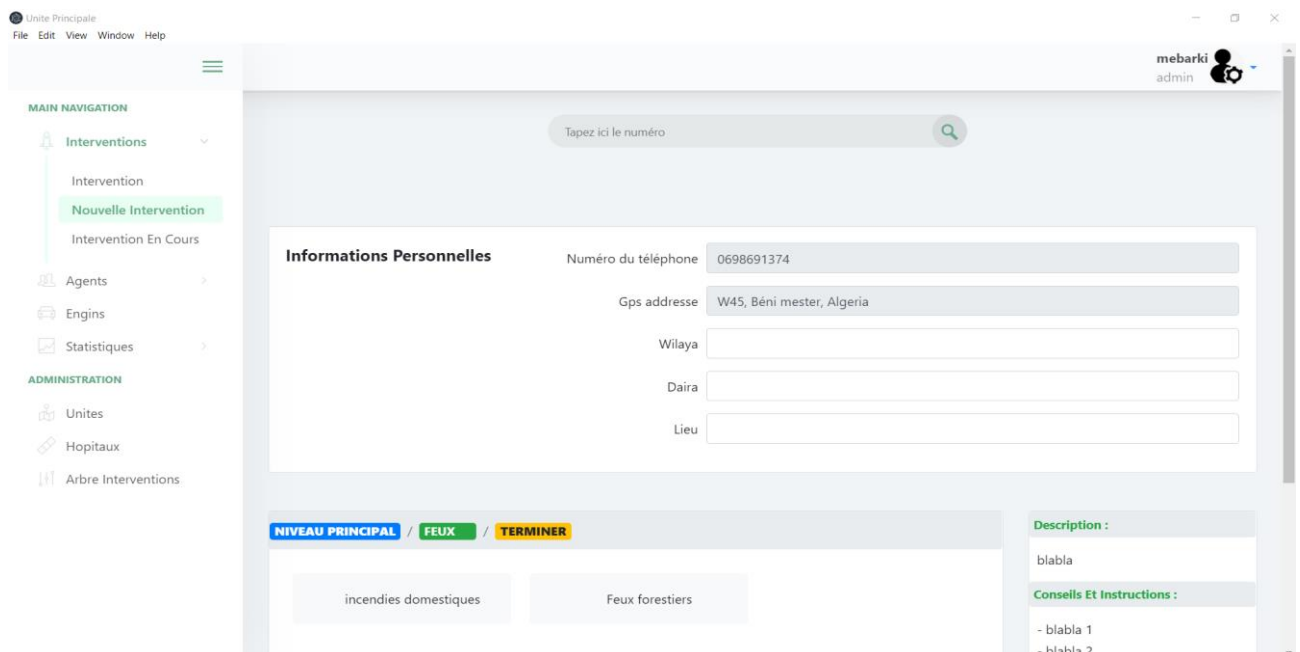 Unite Principale
File Edit View Window Help
mebarki
admin
MAIN NAVIGATION
Interventions
Intervention
Nouvelle Intervention
Intervention En Cours
Agents
Engins
Statistiques
ADMINISTRATION
Unites
Hopitaux
Arbre Interventions
Tapez ici le numéro
Informations Personnelles
Numéro du téléphone 0698691374
Gps addresse W45, Béni mester, Algeria
Wilaya
Daira
Lieu
NIVEAU PRINCIPAL / FEUX / TERMINER
incendies domestiques Feux forestiers
Description :
blabla
Conseils Et Instructions :
- blabla 1
- blabla 2